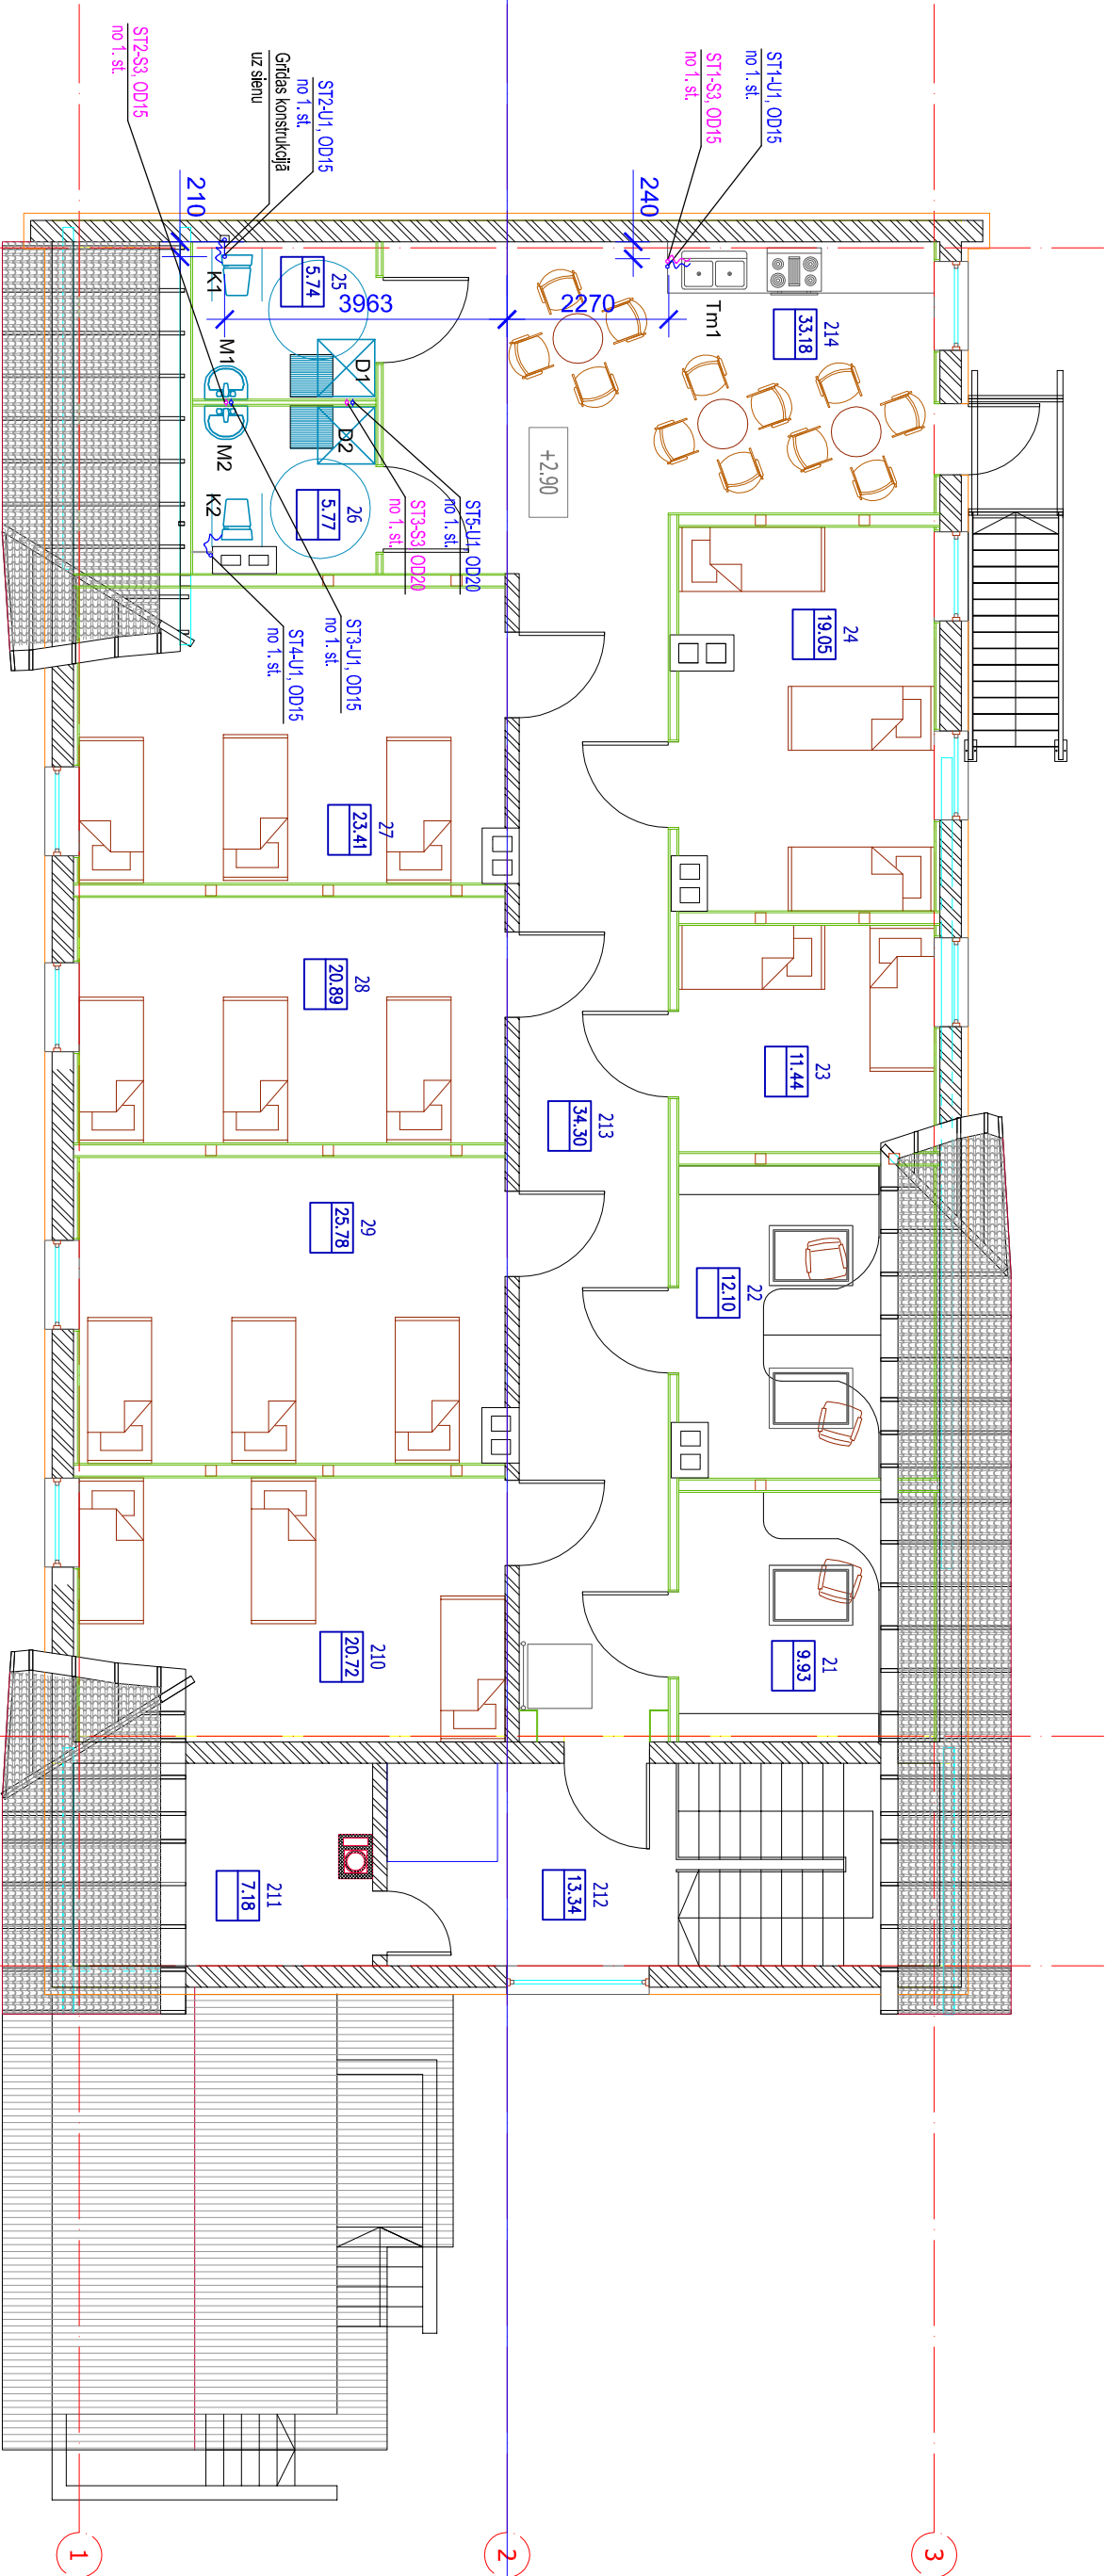 ST1-U1, OD15
no 1. st.
ST1-S3, OD15
no 1. st.
ST2-U1, OD15
no 1. st.
Grīdas konstrukcijā
uz sienu
ST2-S3, OD15
no 1. st.
210
240
3963
2270
K1
M1
D1
D2
M2
K2
Tm1
25
5.74
26
5.77
214
33.18
+2.90
ST5-U1, OD20
no 1. st.
ST3-S3, OD20
no 1. st.
ST3-U1, OD15
no 1. st.
ST4-U1, OD15
no 1. st.
24
19.05
27
23.41
28
20.89
23
11.44
213
34.30
29
25.78
22
12.10
210
20.72
21
9.93
211
7.18
212
13.34
1
2
3